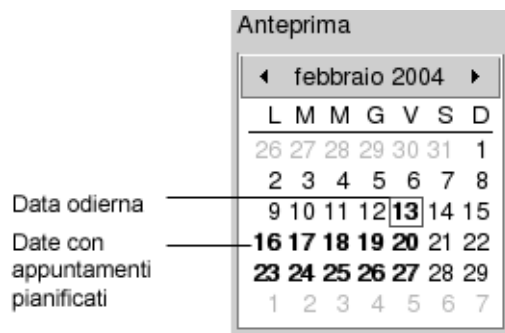 Anteprima
febbraio 2004
L M M G V S D
26 27 28 29 30 31 1
2 3 4 5 6 7 8
9 10 11 12 13 14 15
16 17 18 19 20 21 22
23 24 25 26 27 28 29
1 2 3 4 5 6 7
Data odierna
Date con
appuntamenti
pianificati